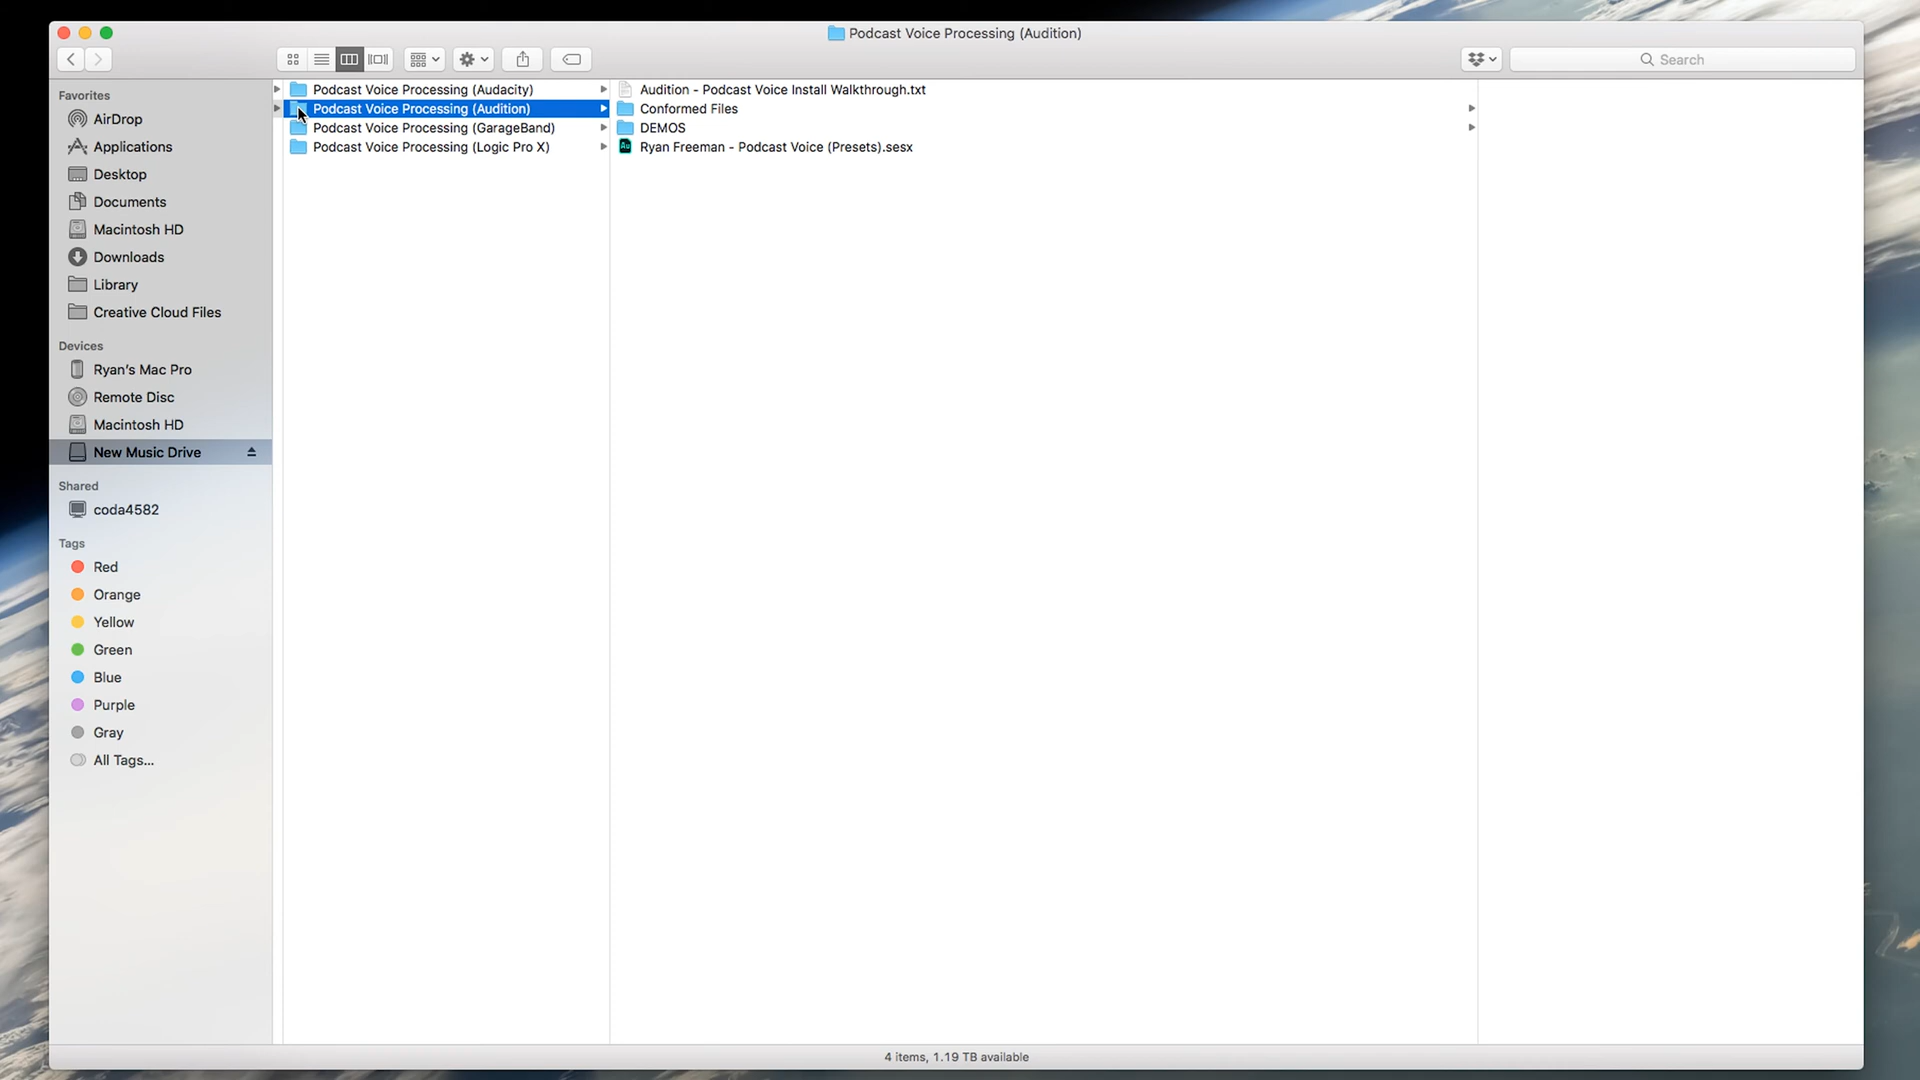 Podcast Voice Processing (Audition)
Search
Favorites
AirDrop
Applications
Desktop
Documents
Macintosh HD
Downloads
Library
Creative Cloud Files
Devices
Ryan's Mac Pro
Remote Disc
Macintosh HD
New Music Drive
Shared
coda4582
Tags
Red
Orange
Yellow
Green
Blue
Purple
Gray
All Tags...
Podcast Voice Processing (Audacity)
Podcast Voice Processing (Audition)
Podcast Voice Processing (GarageBand)
Podcast Voice Processing (Logic Pro X)
Audition - Podcast Voice Install Walkthrough.txt
Conformed Files
DEMOS
Au
Ryan Freeman - Podcast Voice (Presets).sesx
4 items, 1.19 TB available